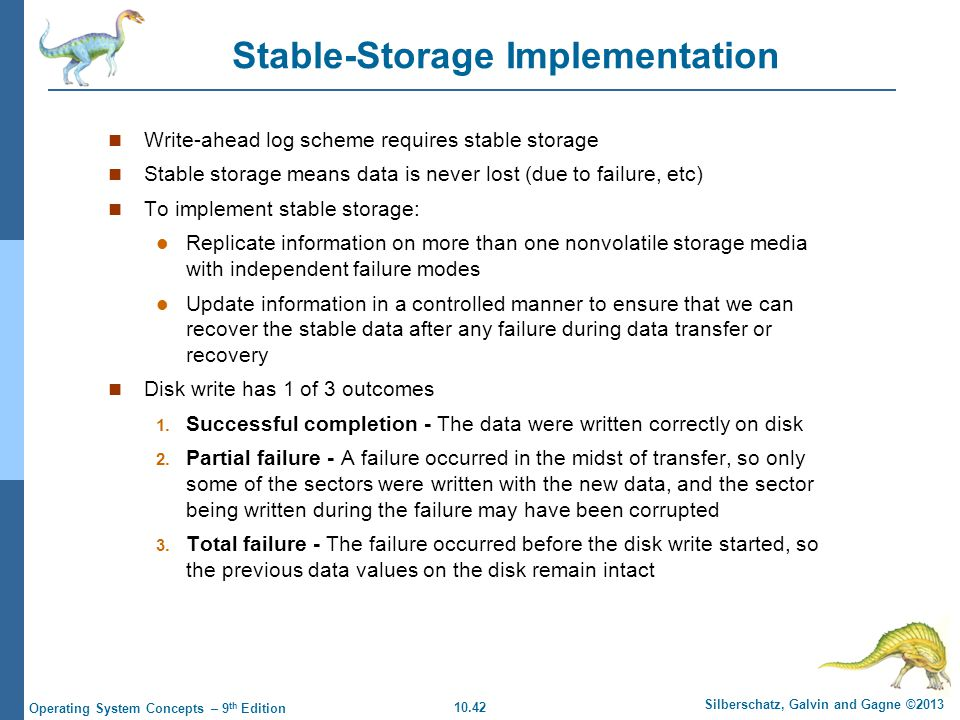 Stable-Storage Implementation
■ Write-ahead log scheme requires stable storage
■ Stable storage means data is never lost (due to failure, etc)
■ To implement stable storage:
● Replicate information on more than one nonvolatile storage media
with independent failure modes
● Update information in a controlled manner to ensure that we can
recover the stable data after any failure during data transfer or
recovery
■ Disk write has 1 of 3 outcomes
1. Successful completion - The data were written correctly on disk
2. Partial failure - A failure occurred in the midst of transfer, so only
some of the sectors were written with the new data, and the sector
being written during the failure may have been corrupted
3. Total failure - The failure occurred before the disk write started, so
the previous data values on the disk remain intact
Operating System Concepts – 9th Edition
10.42
Silberschatz, Galvin and Gagne ©2013